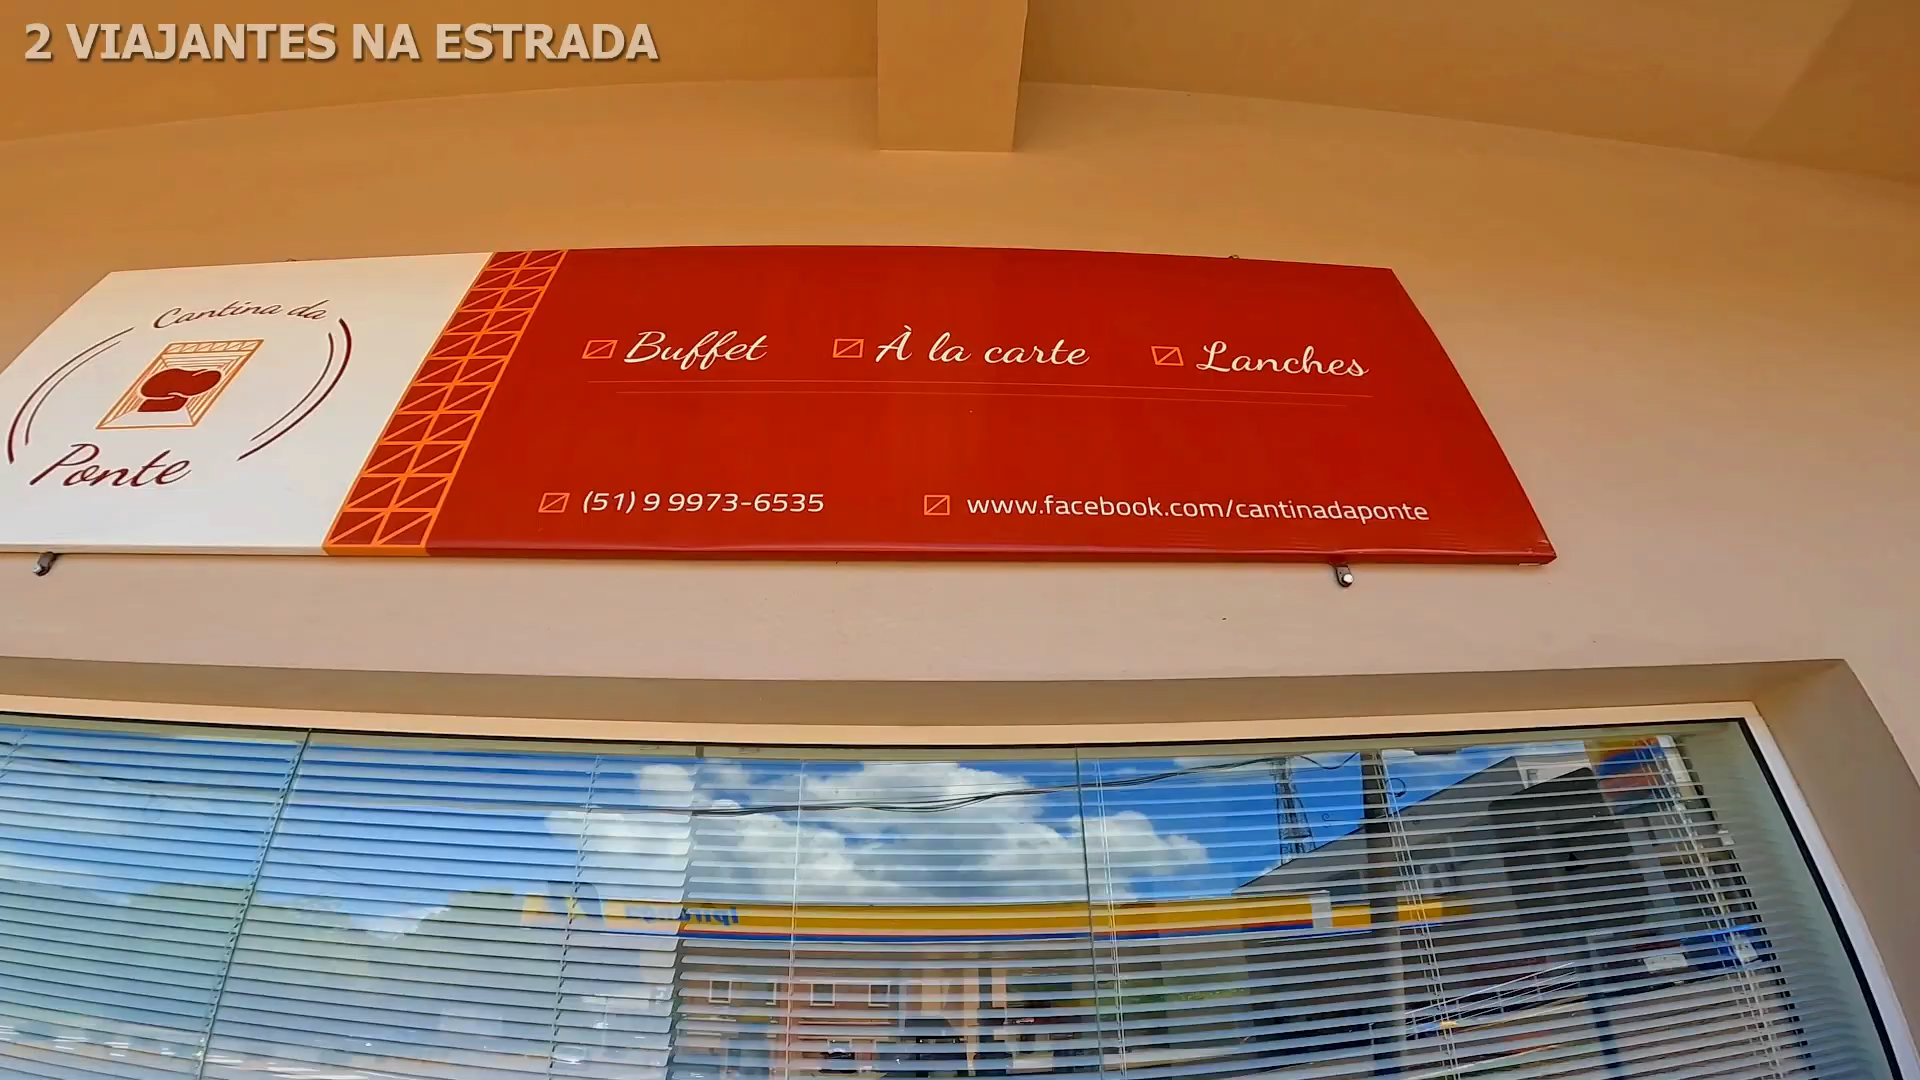 2 VIAJANTES NA ESTRADA
Cantina da
Ponte
Buffet À la carte Lanches
(51) 9 9973-6535 www.facebook.com/cantinadaponte